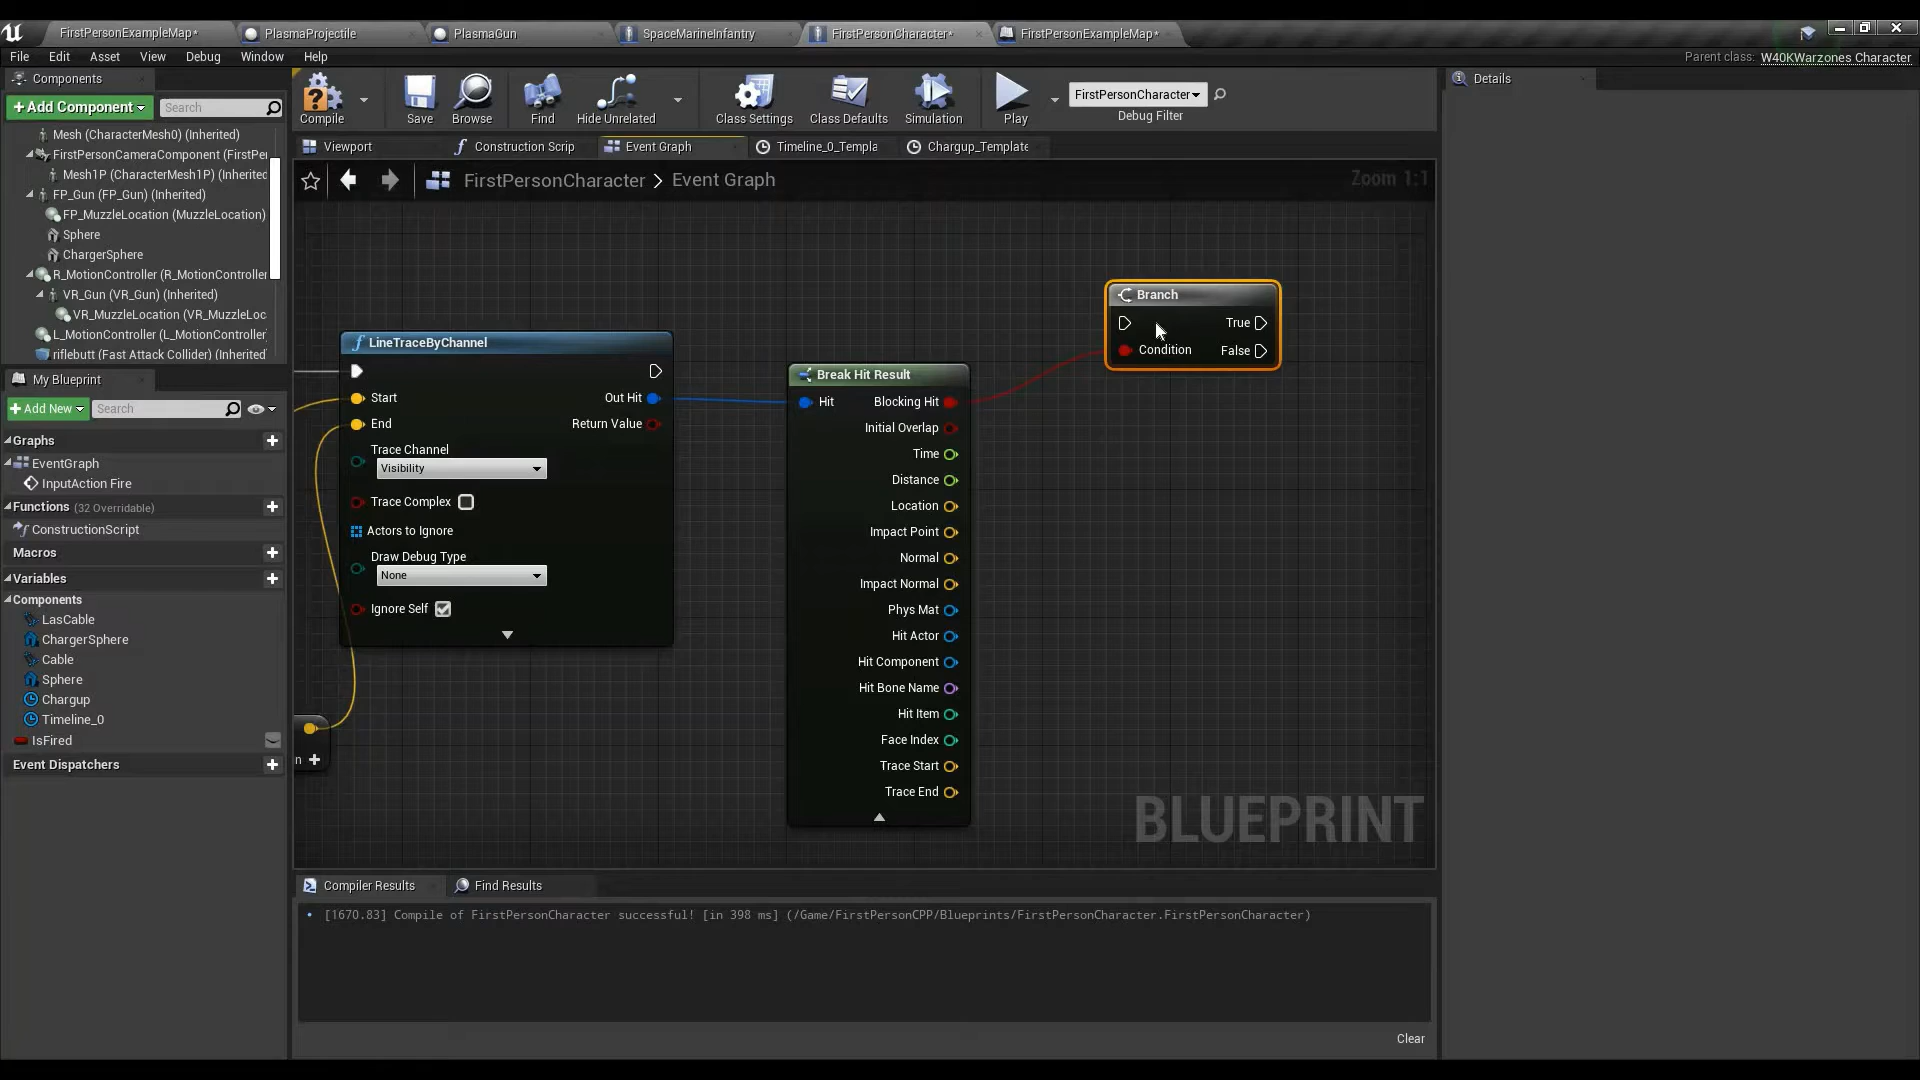 FirstPersonExampleMap*
PlasmaProjectile
PlasmaGun
SpaceMarineInfantry
FirstPersonCharacter*
FirstPersonExampleMap*
File Edit Asset View Debug Window Help
Parent class: W40KWarzones Character
Components
+Add Component
Search
Mesh (CharacterMesh0) (Inherited)
FirstPersonCameraComponent (FirstPer
Mesh1P (CharacterMesh1P) (Inherited
FP_Gun (FP_Gun) (Inherited)
FP_MuzzleLocation (MuzzleLocation)
Sphere
ChargerSphere
R_MotionController (R_MotionController
VR_Gun (VR_Gun) (Inherited)
VR_MuzzleLocation (VR_MuzzleLoc
L_MotionController (L_MotionController
riflebutt (Fast Attack Collider) (Inherited)
My Blueprint
+Add New
Search
Graphs
EventGraph
InputAction Fire
Functions (32 Overridable)
ConstructionScript
Macros
Variables
Components
LasCable
ChargerSphere
Cable
Sphere
Chargup
Timeline_0
IsFired
Event Dispatchers
Compile
Save
Browse
Find
Hide Unrelated
Class Settings
Class Defaults
Simulation
Play
FirstPersonCharacter
Debug Filter
Viewport
Construction Scrip
Event Graph
Timeline_0_Templa
Chargup_Template
FirstPersonCharacter > Event Graph
Zoom 1:1
LineTraceByChannel
Start
End
Out Hit
Return Value
Trace Channel
Visibility
Trace Complex
Actors to Ignore
Draw Debug Type
None
Ignore Self
n +
Break Hit Result
Hit
Blocking Hit
Initial Overlap
Time
Distance
Location
Impact Point
Normal
Impact Normal
Phys Mat
Hit Actor
Hit Component
Hit Bone Name
Hit Item
Face Index
Trace Start
Trace End
Branch
True
Condition
False
BLUEPRINT
Compiler Results
Find Results
[1670.83] Compile of FirstPersonCharacter successful! [in 398 ms] (/Game/FirstPersonCPP/Blueprints/FirstPersonCharacter.FirstPersonCharacter)
Clear
Details